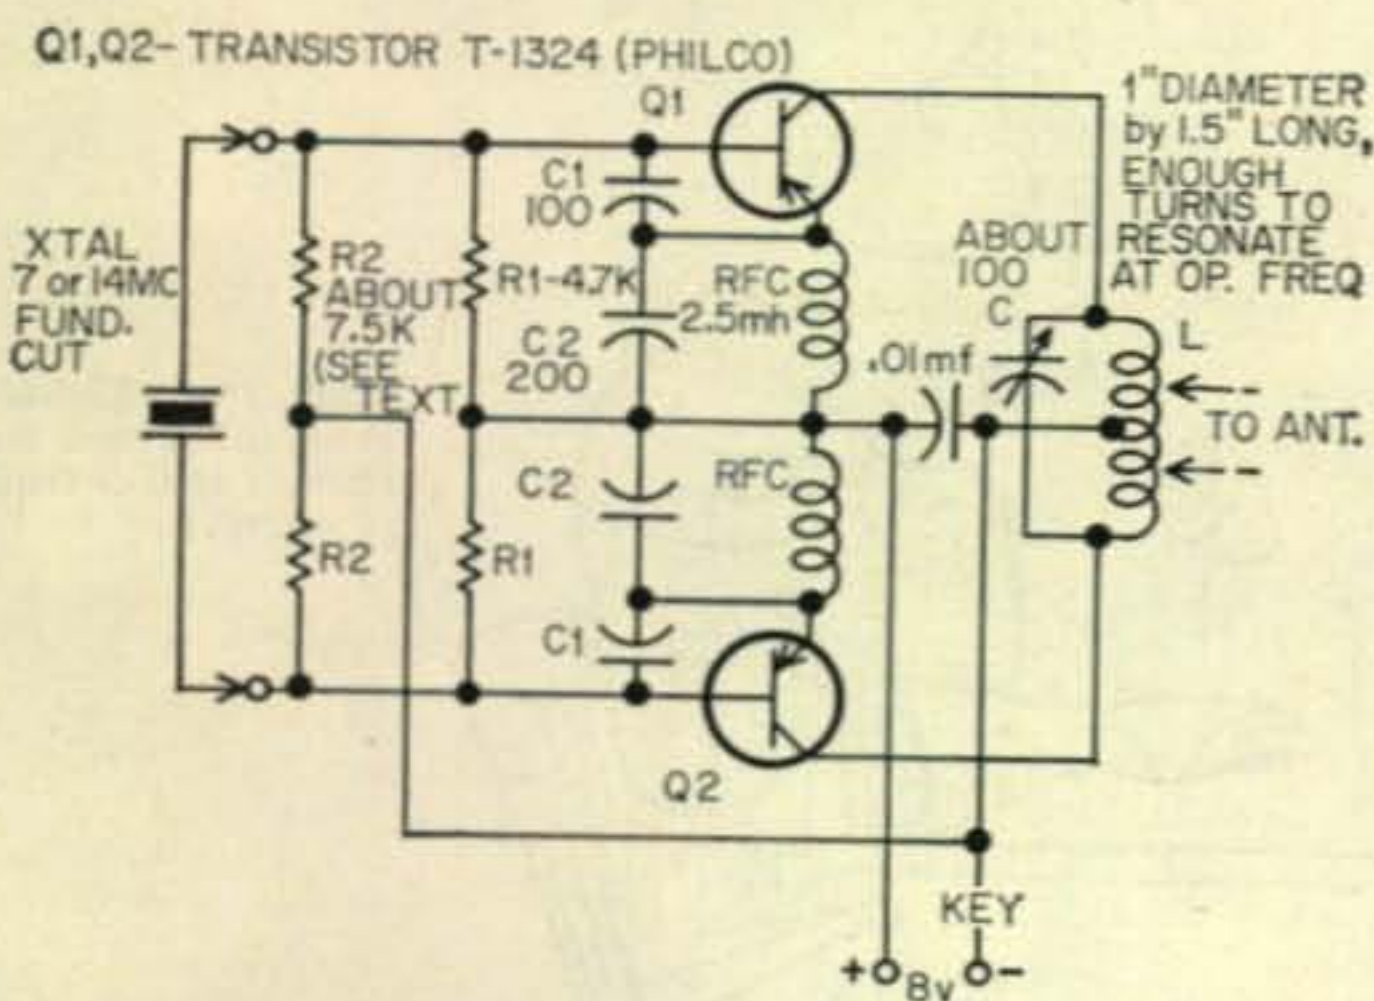 Q1,Q2- TRANSISTOR T-1324 (PHILCO)
Q1
1" DIAMETER
by 1.5" LONG,
ENOUGH
TURNS TO
RESONATE
AT OP. FREQ
XTAL
7 or 14MC
FUND.
CUT
R2
ABOUT
7.5K
(SEE
TEXT
C1
100
R1-4.7K
C2
200
RFC
2.5mh
ABOUT
100
C
.01mf
L
TO ANT.
C2
RFC
R2
R1
C1
Q2
KEY
+ 8v -